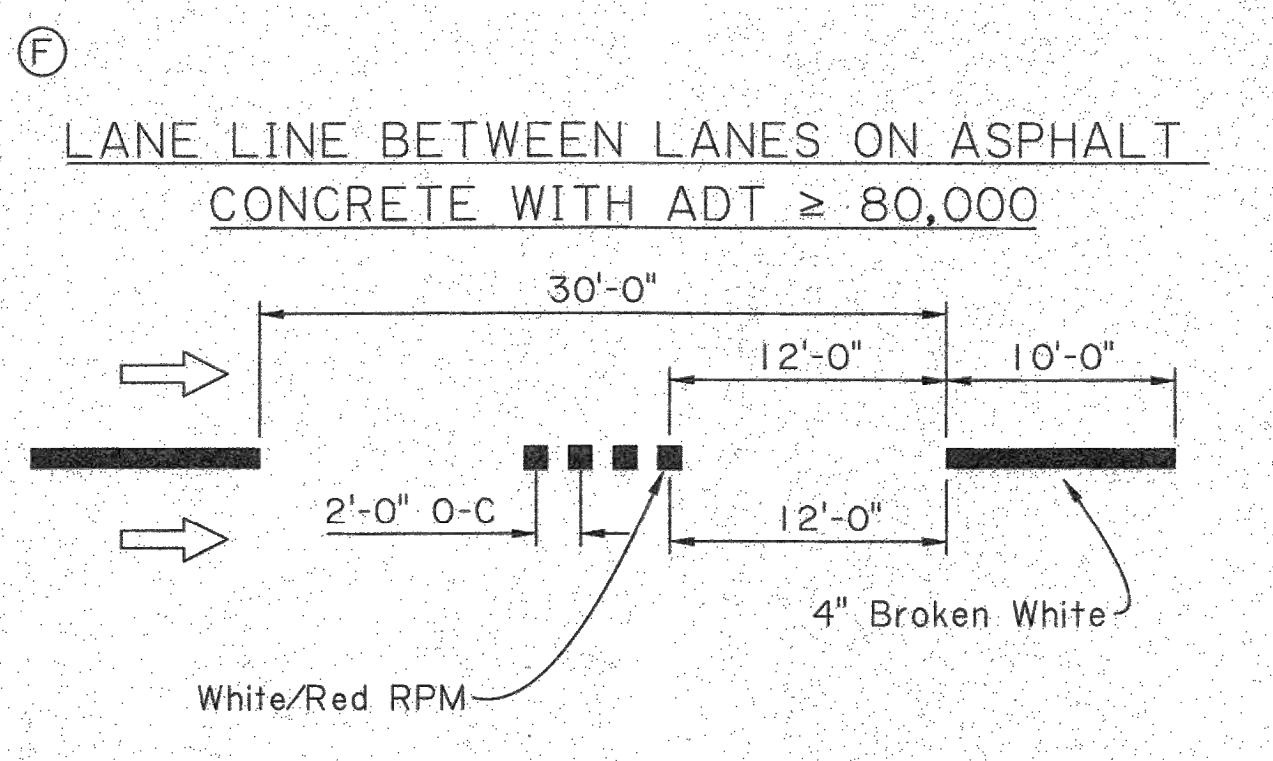 F
LANE LINE BETWEEN LANES ON ASPHALT
CONCRETE WITH ADT ≥ 80,000
30'-0"
12'-0"
10'-0"
2'-0" O-C
12'-0"
4" Broken White
White/Red RPM